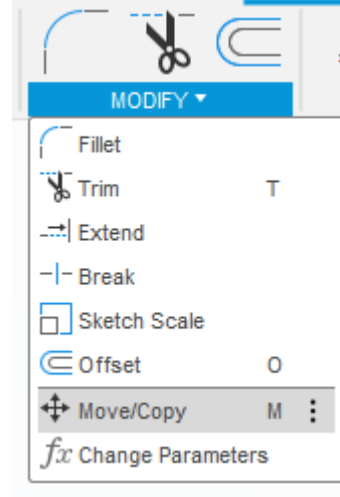 MODIFY
Fillet
Trim T
Extend
Break
Sketch Scale
Offset O
Move/Copy M
fx Change Parameters